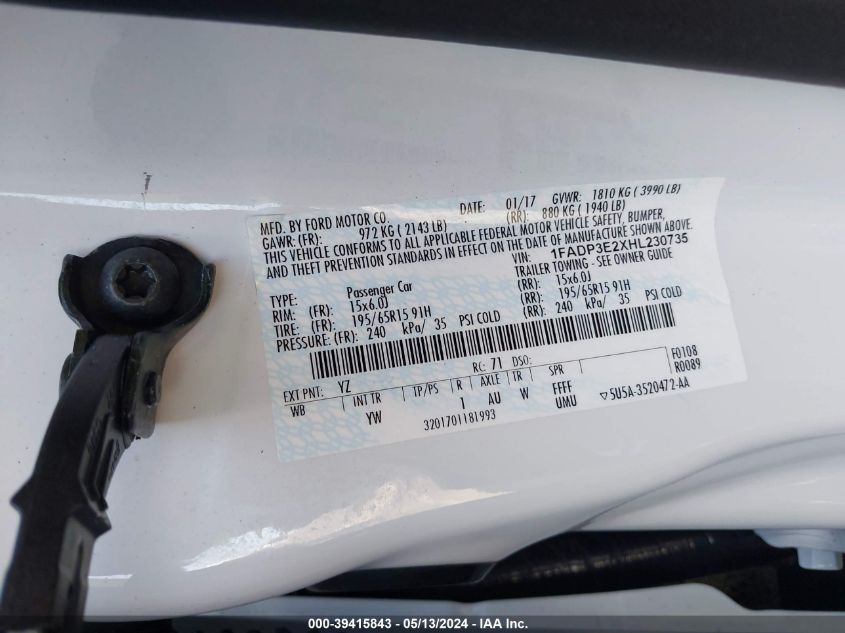 MFD. BY FORD MOTOR CO. DATE: 01/17 GVWR: 1810 KG ( 3990 LB)
GAWR: (FR): 972 KG ( 2143 LB) (RR): 880 KG ( 1940 LB)
THIS VEHICLE CONFORMS TO ALL APPLICABLE FEDERAL MOTOR VEHICLE SAFETY, BUMPER,
AND THEFT PREVENTION STANDARDS IN EFFECT ON THE DATE OF MANUFACTURE SHOWN ABOVE.
VIN: 1FADP3E2XHL230735
TYPE: Passenger Car TRAILER TOWING - SEE OWNER GUIDE
RIM: (FR): 15x6.0J (RR): 15x6.0J
TIRE: (FR): 195/65R15 91H (RR): 195/65R15 91H
PRESSURE: (FR): 240 kPa/ 35 PSI COLD (RR): 240 kPa/ 35 PSI COLD
EXT PNT: YZ RC: 71 DSO: F0108
R0089
WB INT TR TP/PS R AXLE TR SPR
YW 1 AU W FFFF
UMU
3201701181993 ▽5U5A-3520472-AA
000-39415843 - 05/13/2024 - IAA Inc.